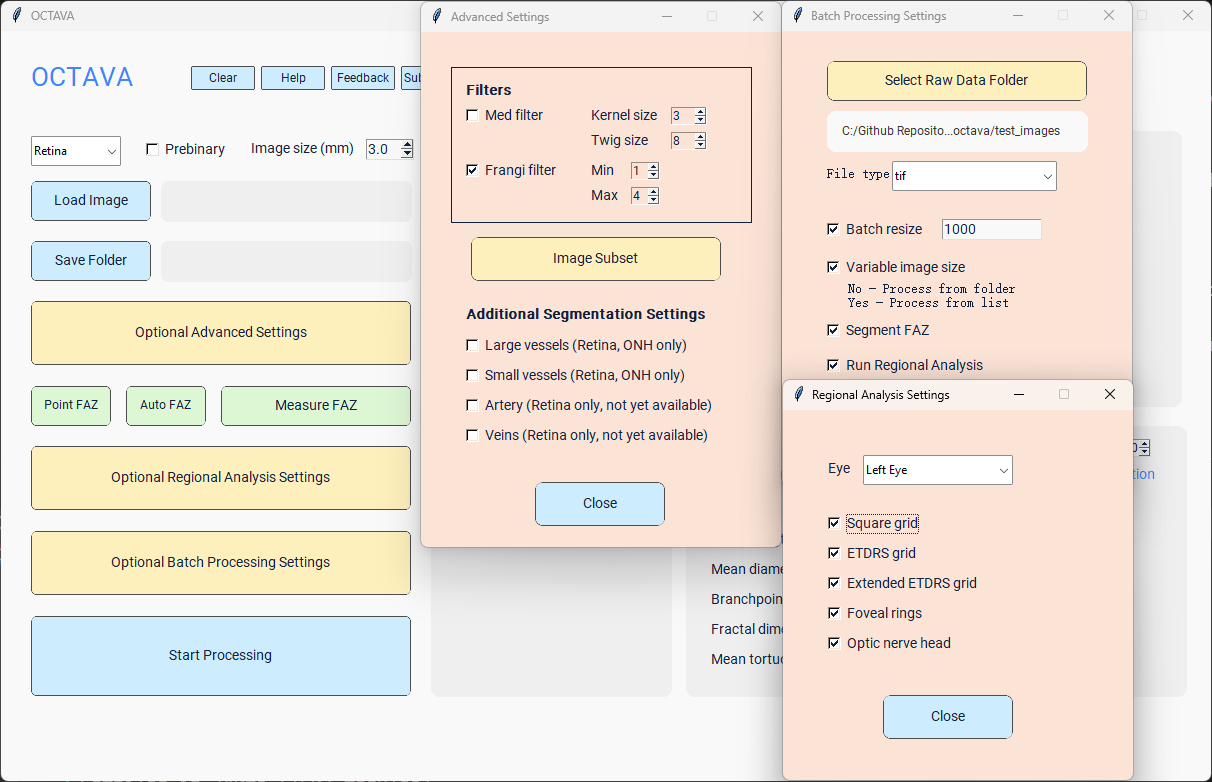 OCTAVA
OCTAVA
Clear
Help
Feedback
Retina
Prebinary
Image size (mm)
3.0
Load Image
Save Folder
Optional Advanced Settings
Point FAZ
Auto FAZ
Measure FAZ
Optional Regional Analysis Settings
Optional Batch Processing Settings
Start Processing
Advanced Settings
Filters
Med filter
Kernel size
3
Twig size
8
Frangi filter
Min
1
Max
4
Image Subset
Additional Segmentation Settings
Large vessels (Retina, ONH only)
Small vessels (Retina, ONH only)
Artery (Retina only, not yet available)
Veins (Retina only, not yet available)
Close
Mean
Fractal
Mean
Batch Processing Settings
Select Raw Data Folder
C:/Github Reposito...octava/test_images
File type
tif
Batch resize
1000
Variable image size
No – Process from folder
Yes – Process from list
Segment FAZ
Run Regional Analysis
Regional Analysis Settings
Eye
Left Eye
Square grid
ETDRS grid
Extended ETDRS grid
Foveal rings
Optic nerve head
Close